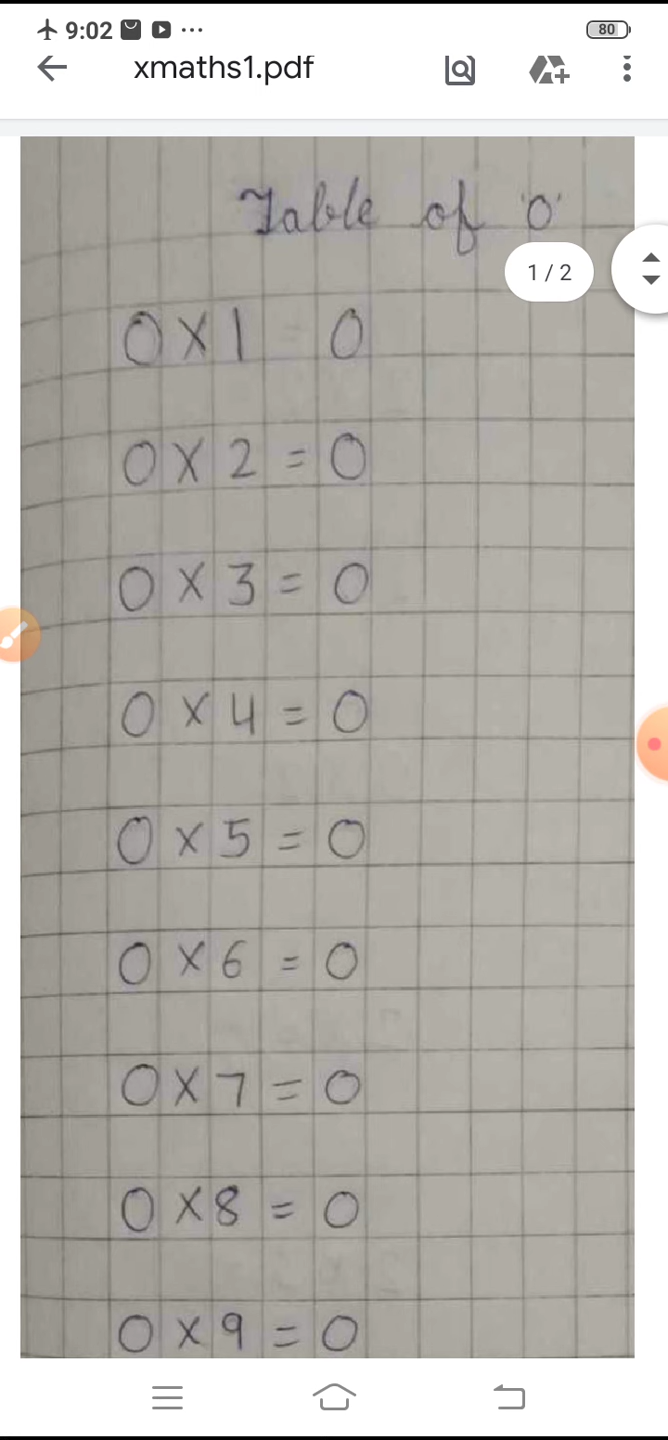 9:02
80
xmaths1.pdf
Table of '0'
1 / 2
0 × 1 0
0 × 2 = 0
0 × 3 = 0
0 × 4 = 0
0 × 5 = 0
0 × 6 = 0
0 × 7 = 0
0 × 8 = 0
0 × 9 = 0